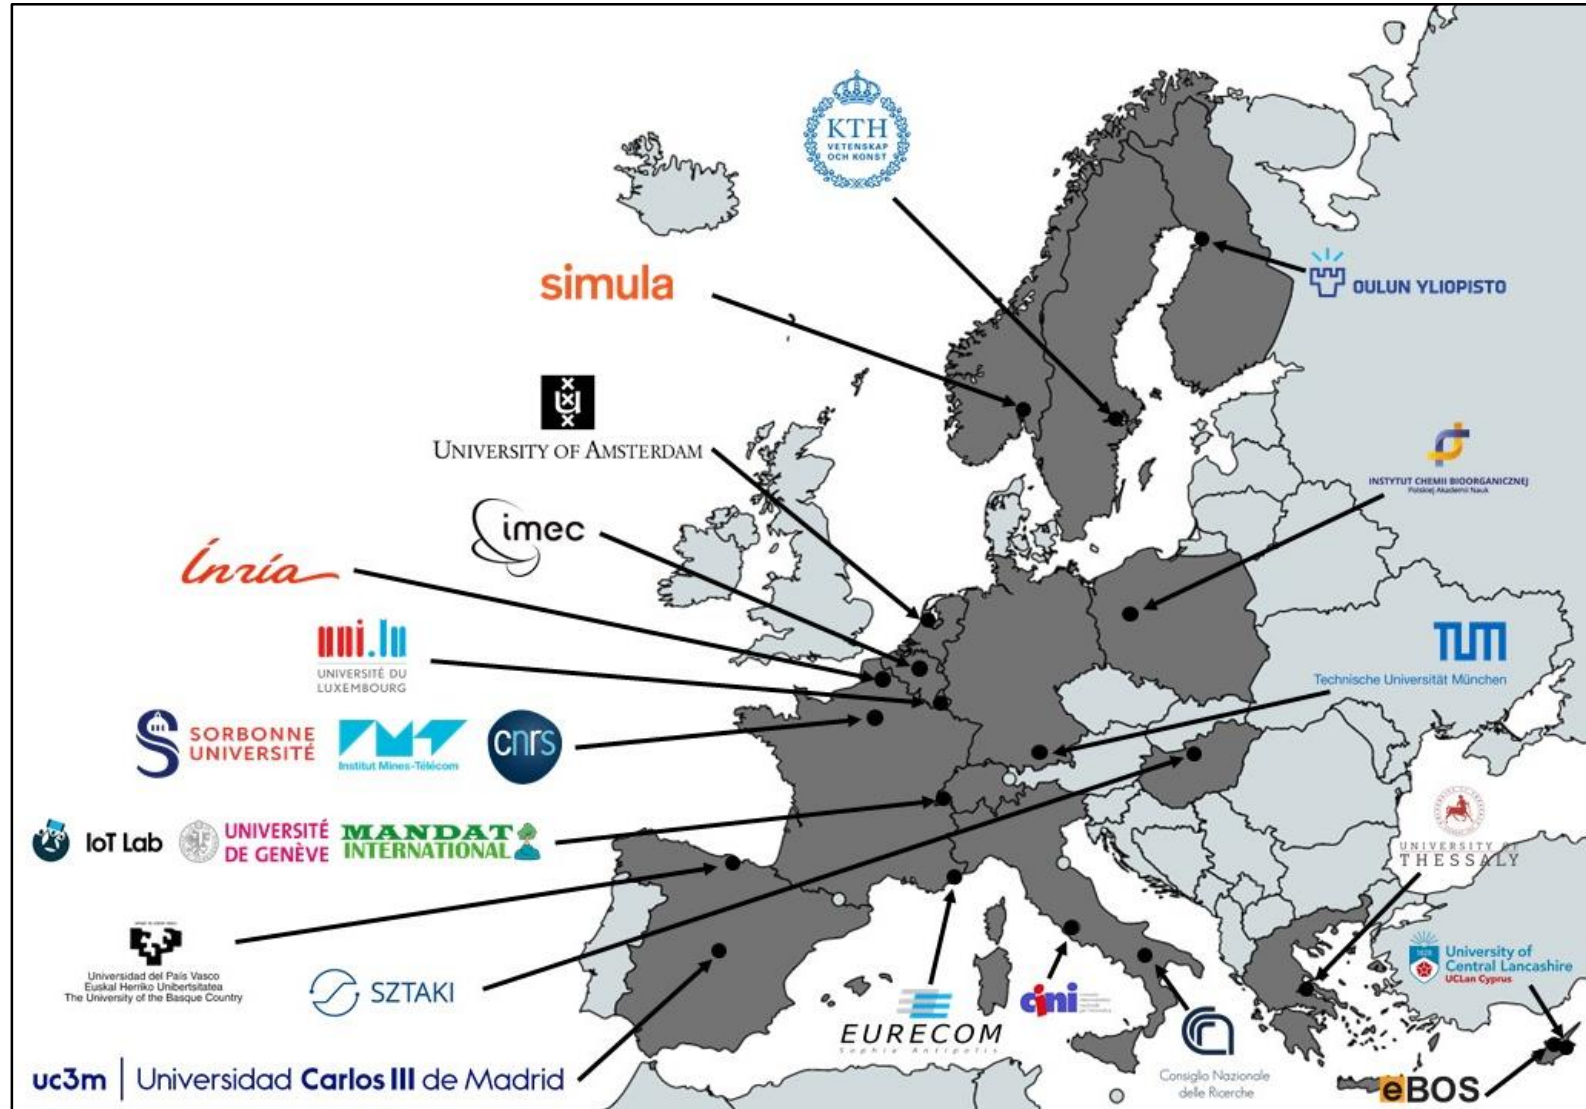 KTH
VETENSKAP
OCH KONST
simula
OULUN YLIOPISTO
UNIVERSITY OF AMSTERDAM
INSTYTUT CHEMII BIOORGANICZNEJ
Polskiej Akademii Nauk
imec
Inria
uni.lu
UNIVERSITÉ DU
LUXEMBOURG
TUM
Technische Universität München
SORBONNE
UNIVERSITÉ
Institut Mines-Télécom
cnrs
IoT Lab
UNIVERSITÉ
DE GENÈVE
MANDAT
INTERNATIONAL
UNIVERSITY OF
THESSALY
Universidad del País Vasco
Euskal Herriko Unibertsitatea
The University of the Basque Country
SZTAKI
EURECOM
Sophia Antipolis
cini
Consiglio Nazionale
delle Ricerche
University of
Central Lancashire
UCLan Cyprus
eBOS
uc3m | Universidad Carlos III de Madrid